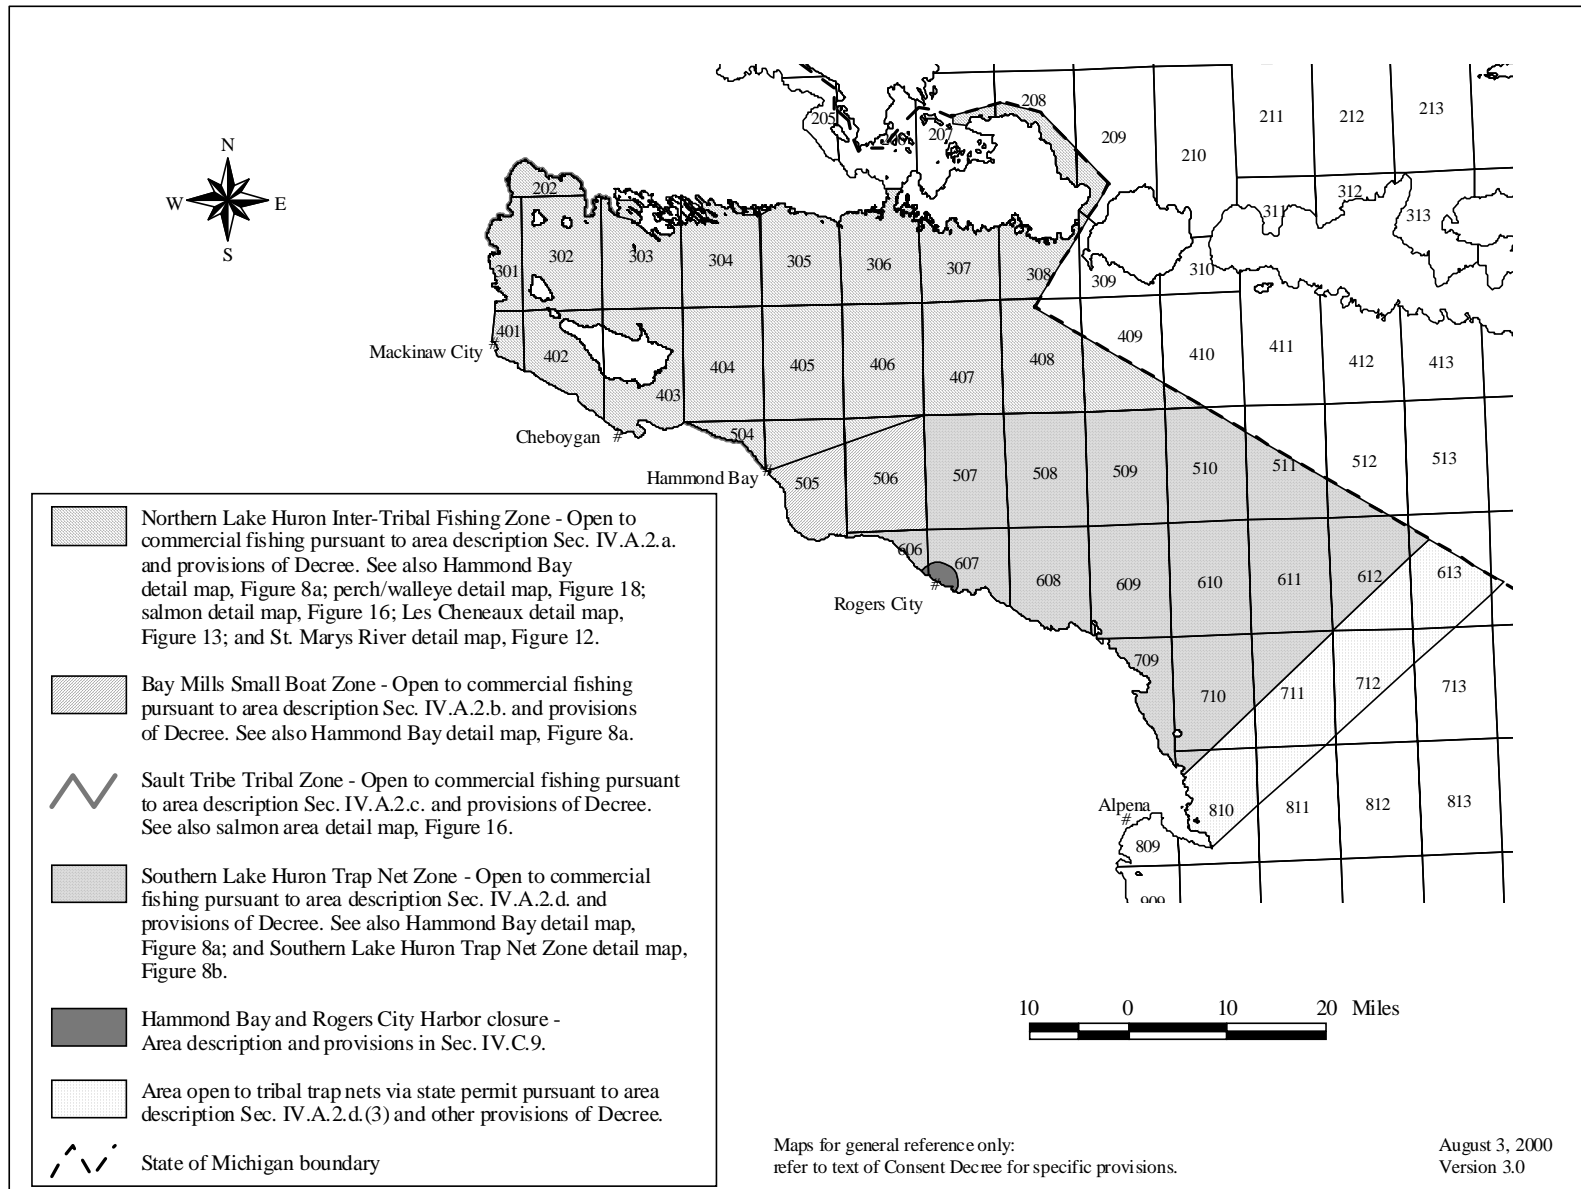 208
205
207
209
210
211
212
213
N
W E
S
202
312
311
313
301
302
303
304
305
306
307
308
309
310
401
Mackinaw City
402
403
404
405
406
407
408
409
410
411
412
413
Cheboygan #
504
Hammond Bay #
505
506
507
508
509
510
511
512
513
606
607
608
609
610
611
612
613
Rogers City #
709
710
711
712
713
Alpena
#
809
810
811
812
813
909
Northern Lake Huron Inter-Tribal Fishing Zone - Open to
commercial fishing pursuant to area description Sec. IV.A.2.a.
and provisions of Decree. See also Hammond Bay
detail map, Figure 8a; perch/walleye detail map, Figure 18;
salmon detail map, Figure 16; Les Cheneaux detail map,
Figure 13; and St. Marys River detail map, Figure 12.
Bay Mills Small Boat Zone - Open to commercial fishing
pursuant to area description Sec. IV.A.2.b. and provisions
of Decree. See also Hammond Bay detail map, Figure 8a.
Sault Tribe Tribal Zone - Open to commercial fishing pursuant
to area description Sec. IV.A.2.c. and provisions of Decree.
See also salmon area detail map, Figure 16.
Southern Lake Huron Trap Net Zone - Open to commercial
fishing pursuant to area description Sec. IV.A.2.d. and
provisions of Decree. See also Hammond Bay detail map,
Figure 8a; and Southern Lake Huron Trap Net Zone detail map,
Figure 8b.
Hammond Bay and Rogers City Harbor closure -
Area description and provisions in Sec. IV.C.9.
Area open to tribal trap nets via state permit pursuant to area
description Sec. IV.A.2.d.(3) and other provisions of Decree.
State of Michigan boundary
10 0 10 20 Miles
Maps for general reference only:
refer to text of Consent Decree for specific provisions.
August 3, 2000
Version 3.0